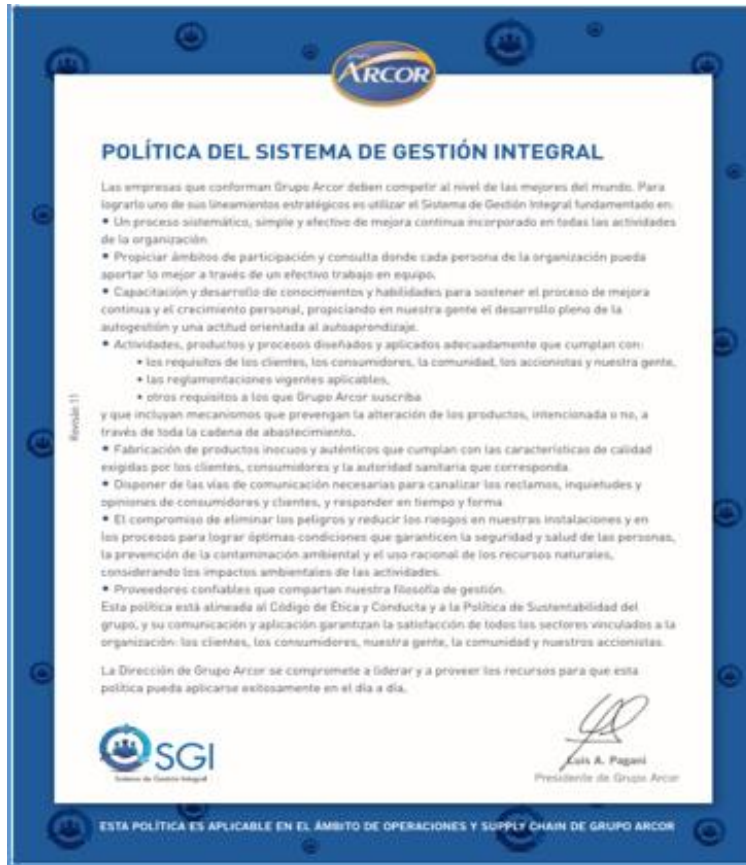 ARCOR
POLÍTICA DEL SISTEMA DE GESTIÓN INTEGRAL
Las empresas que conforman Grupo Arcor deben competir al nivel de las mejores del mundo. Para
lograrlo uno de sus lineamientos estratégicos es utilizar el Sistema de Gestión Integral fundamentado en:
• Un proceso sistemático, simple y efectivo de mejora continua incorporado en todas las actividades
de la organización
• Propiciar ámbitos de participación y consulta donde cada persona de la organización pueda
aportar lo mejor a través de un efectivo trabajo en equipo.
• Capacitación y desarrollo de conocimientos y habilidades para sostener el proceso de mejora
continua y el crecimiento personal, propiciando en nuestra gente el desarrollo pleno de la
autogestión y una actitud orientada al autoaprendizaje.
• Actividades, productos y procesos diseñados y aplicados adecuadamente que cumplan con:
• los requisitos de los clientes, los consumidores, la comunidad, los accionistas y nuestra gente,
• las reglamentaciones vigentes aplicables,
• otros requisitos a los que Grupo Arcor suscriba
y que incluyan mecanismos que prevengan la alteración de los productos, intencionada o no, a
través de toda la cadena de abastecimiento.
• Fabricación de productos inocuos y auténticos que cumplan con las características de calidad
exigidas por los clientes, consumidores y la autoridad sanitaria que corresponda.
• Disponer de las vías de comunicación necesarias para canalizar los reclamos, inquietudes y
opiniones de consumidores y clientes, y responder en tiempo y forma
• El compromiso de eliminar los peligros y reducir los riesgos en nuestras instalaciones y en
los procesos para lograr óptimas condiciones que garanticen la seguridad y salud de las personas,
la prevención de la contaminación ambiental y el uso racional de los recursos naturales,
considerando los impactos ambientales de las actividades.
• Proveedores confiables que compartan nuestra filosofía de gestión.
Esta política está alineada al Código de Ética y Conducta y a la Política de Sustentabilidad del
grupo, y su comunicación y aplicación garantizan la satisfacción de todos los sectores vinculados a la
organización: los clientes, los consumidores, nuestra gente, la comunidad y nuestros accionistas.
La Dirección de Grupo Arcor se compromete a liderar y a proveer los recursos para que esta
política pueda aplicarse exitosamente en el día a día.
Revisión 11
SGI
Sistema de Gestión Integral
Luis A. Pagani
Presidente de Grupo Arcor
ESTA POLÍTICA ES APLICABLE EN EL ÁMBITO DE OPERACIONES Y SUPPLY CHAIN DE GRUPO ARCOR